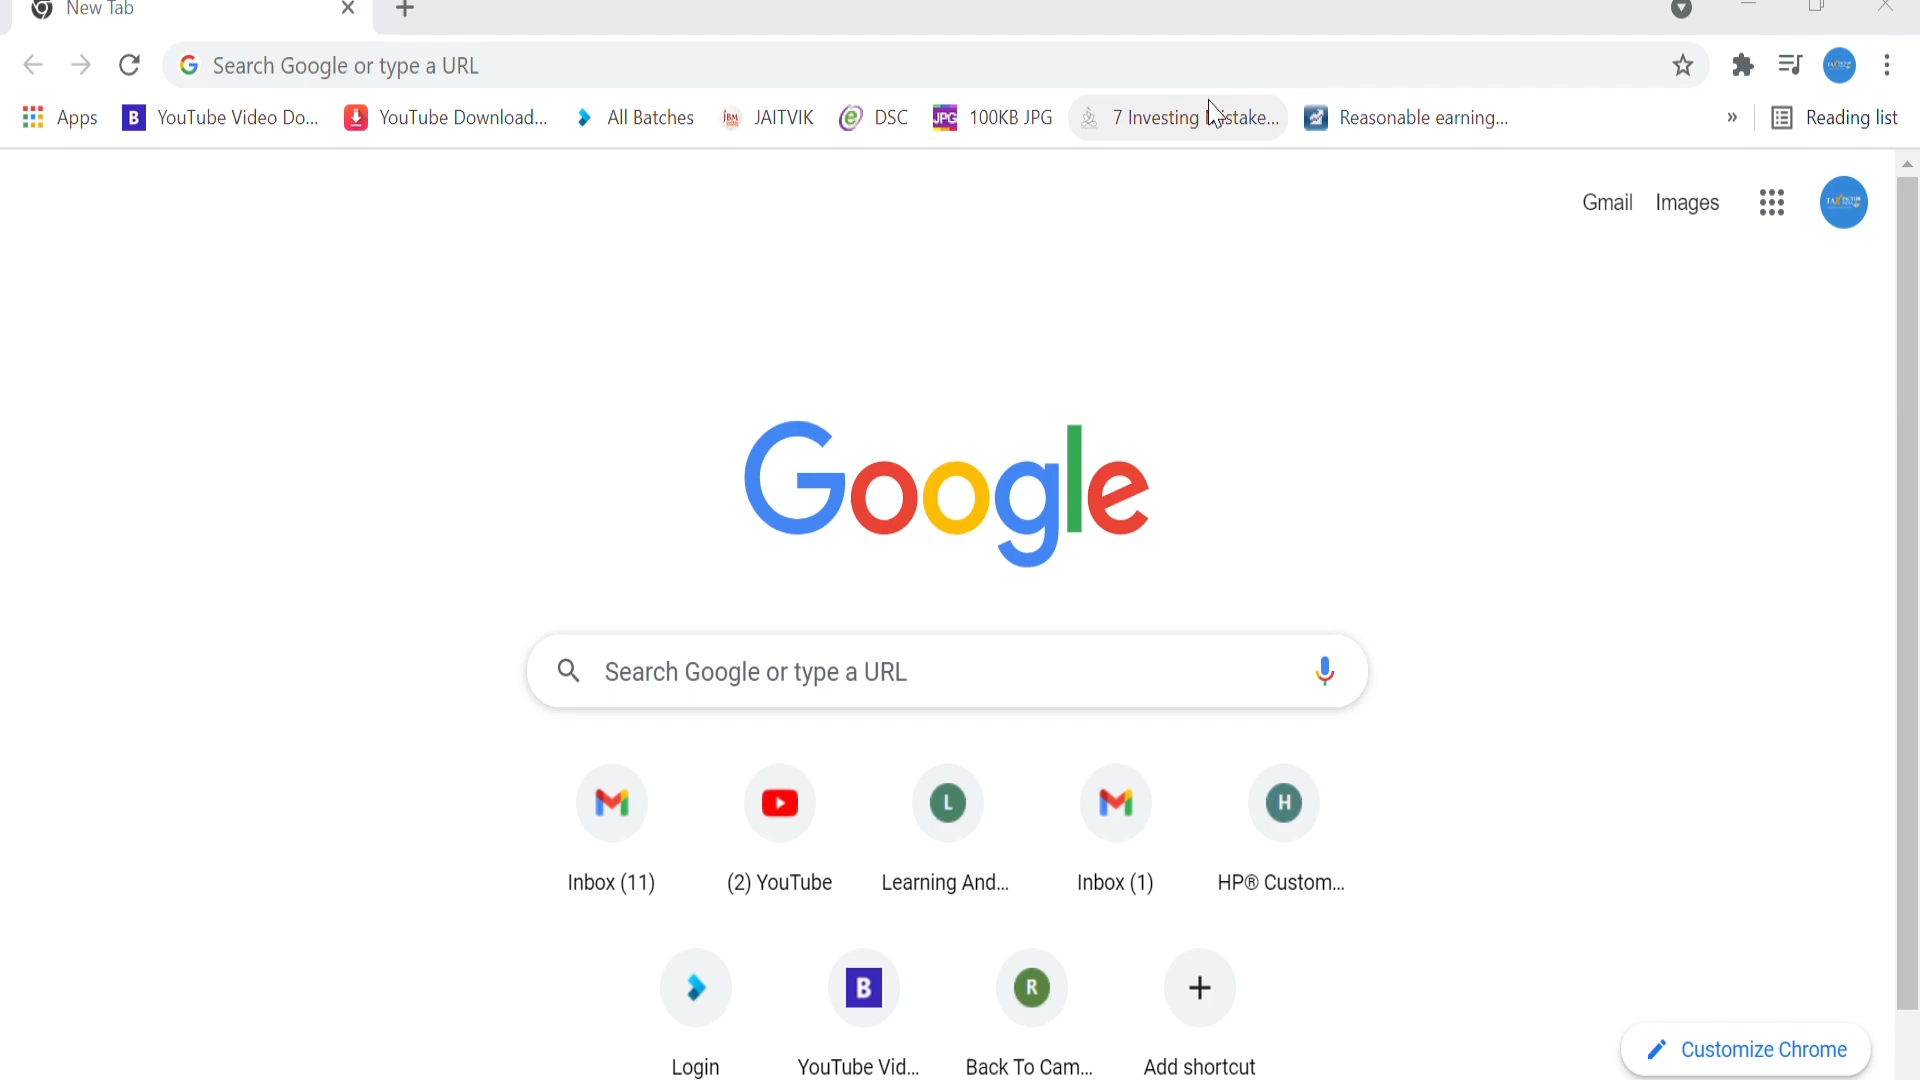 New Tab
Search Google or type a URL
Apps YouTube Video Do... YouTube Download... All Batches JAITVIK DSC JPG 100KB JPG 7 Investing Mistake... Reasonable earning... » Reading list
Gmail Images
Google
Search Google or type a URL
L H
Inbox (11) (2) YouTube Learning And... Inbox (1) HP® Custom...
B R
Login YouTube Vid... Back To Cam... Add shortcut
Customize Chrome